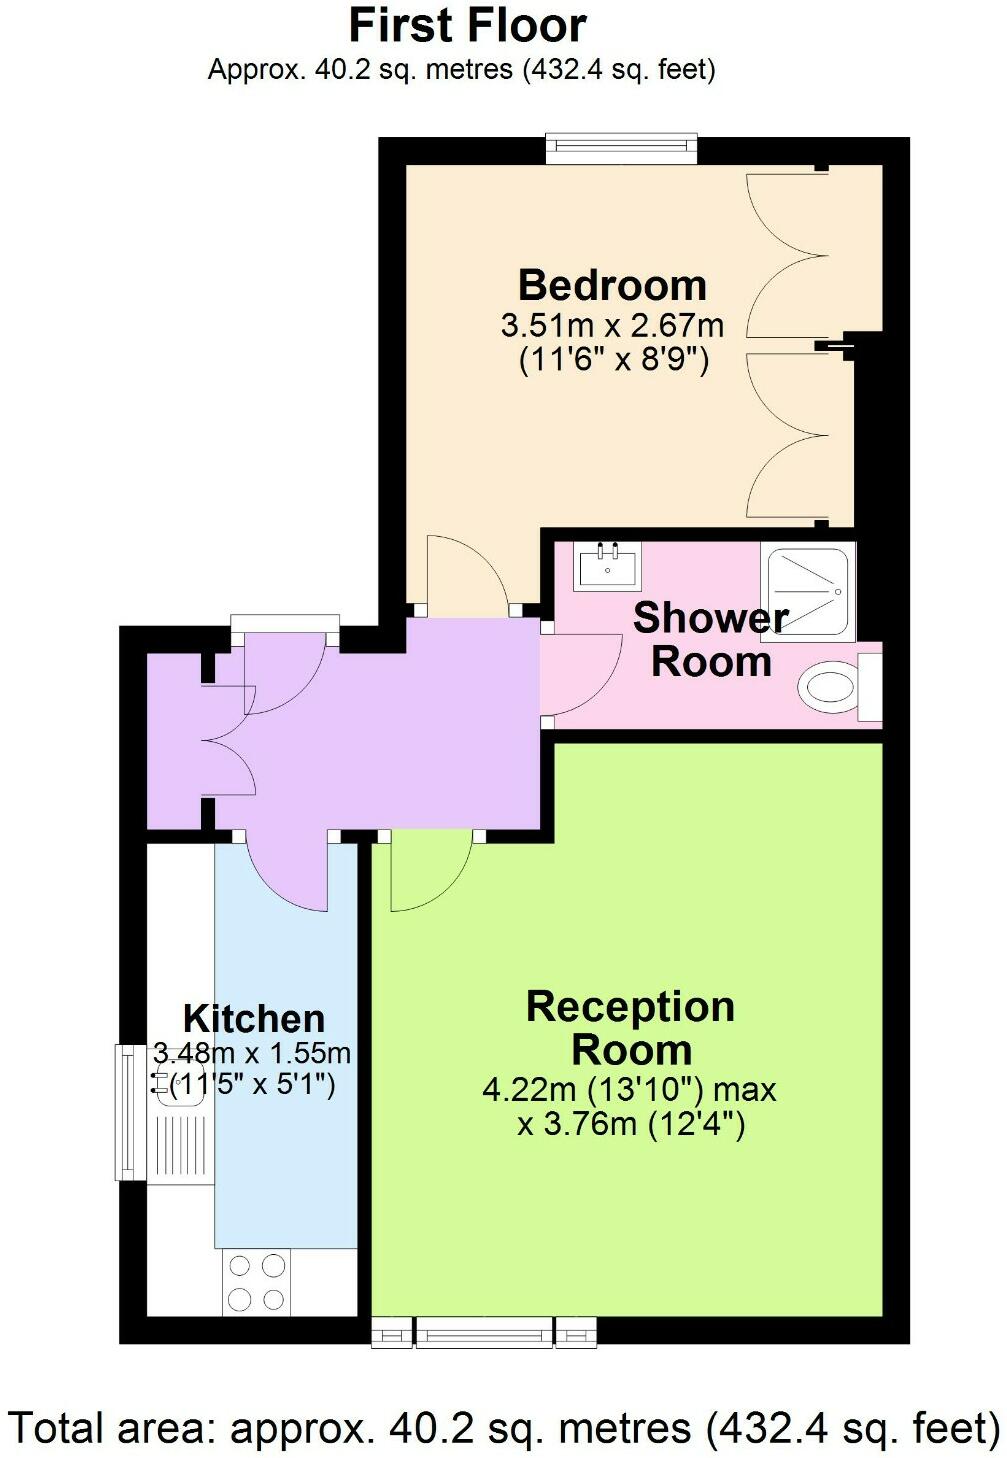 First Floor
Approx. 40.2 sq. metres (432.4 sq. feet)
Bedroom
3.51m x 2.67m
(11'6" x 8'9")
Shower
Room
Kitchen
3.48m x 1.55m
(11'5" x 5'1")
Reception
Room
4.22m (13'10") max
x 3.76m (12'4")
Total area: approx. 40.2 sq. metres (432.4 sq. feet)